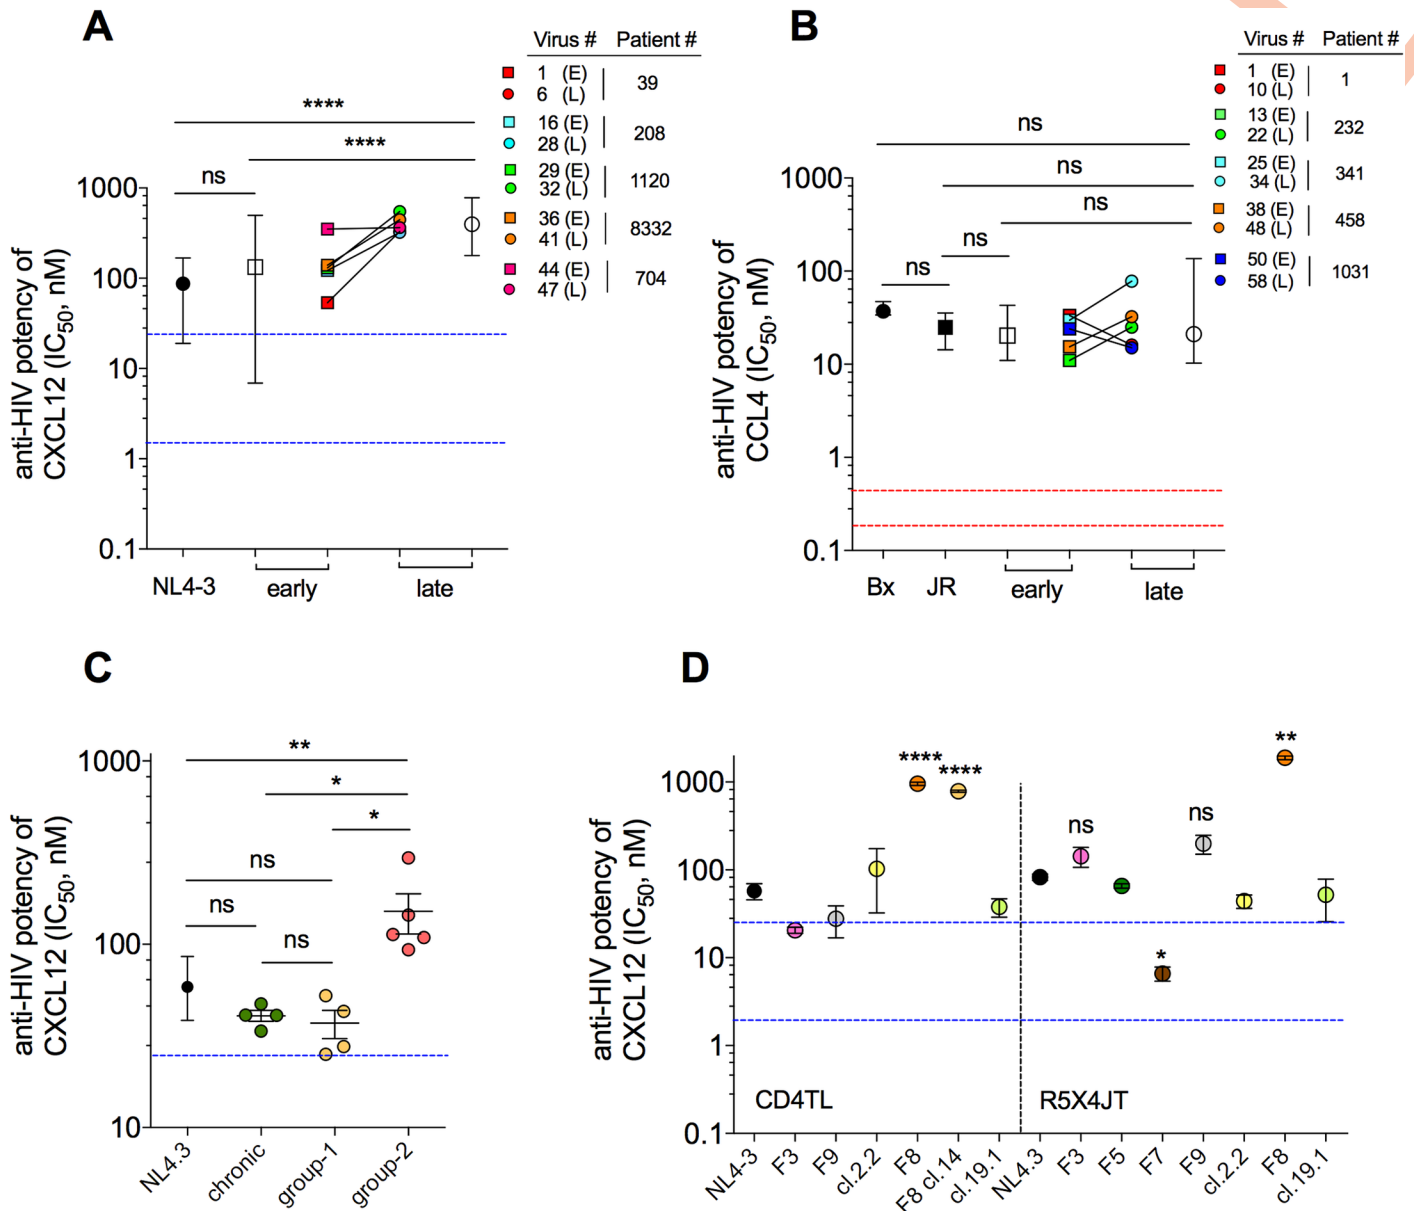 A
Virus # Patient #
1 (E)
6 (L)
39
16 (E)
28 (L)
208
29 (E)
32 (L)
1120
36 (E)
41 (L)
8332
44 (E)
47 (L)
704
****
****
ns
anti-HIV potency of
CXCL12 (IC50, nM)
1000
100
10
1
0.1
NL4-3 early late
B
Virus # Patient #
1 (E)
10 (L)
1
13 (E)
22 (L)
232
25 (E)
34 (L)
341
38 (E)
48 (L)
458
50 (E)
58 (L)
1031
ns
ns
ns
ns
ns
anti-HIV potency of
CCL4 (IC50, nM)
1000
100
10
1
0.1
Bx JR early late
C
**
*
*
ns
ns
ns
anti-HIV potency of
CXCL12 (IC50, nM)
1000
100
10
NL4.3 chronic group-1 group-2
D
**** **** ns * ns **
anti-HIV potency of
CXCL12 (IC50, nM)
1000
100
10
1
0.1
CD4TL R5X4JT
NL4-3 F3 F9 cl.2.2 F8 F8 cl.14 cl.19.1 NL4.3 F3 F5 F7 F9 cl.2.2 F8 cl.19.1